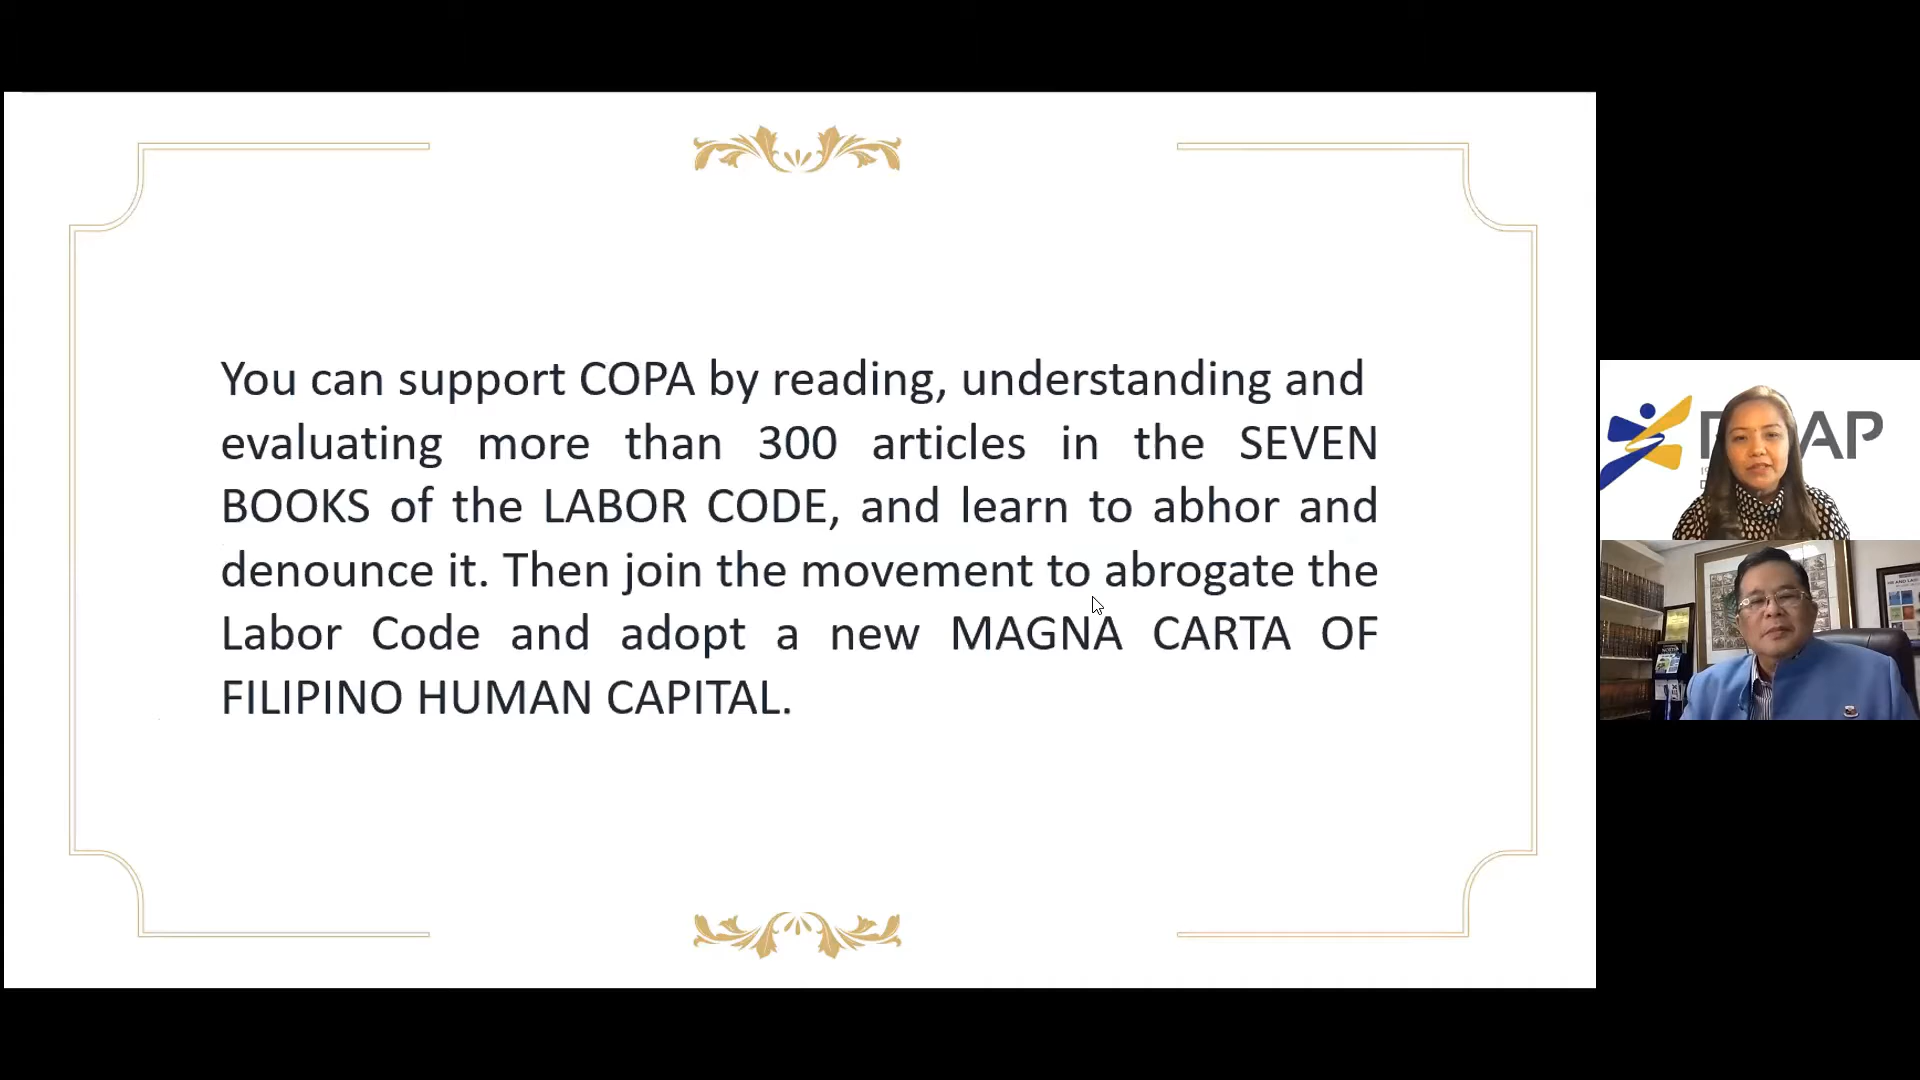 You can support COPA by reading, understanding and
evaluating more than 300 articles in the SEVEN
BOOKS of the LABOR CODE, and learn to abhor and
denounce it. Then join the movement to abrogate the
Labor Code and adopt a new MAGNA CARTA OF
FILIPINO HUMAN CAPITAL.
AP